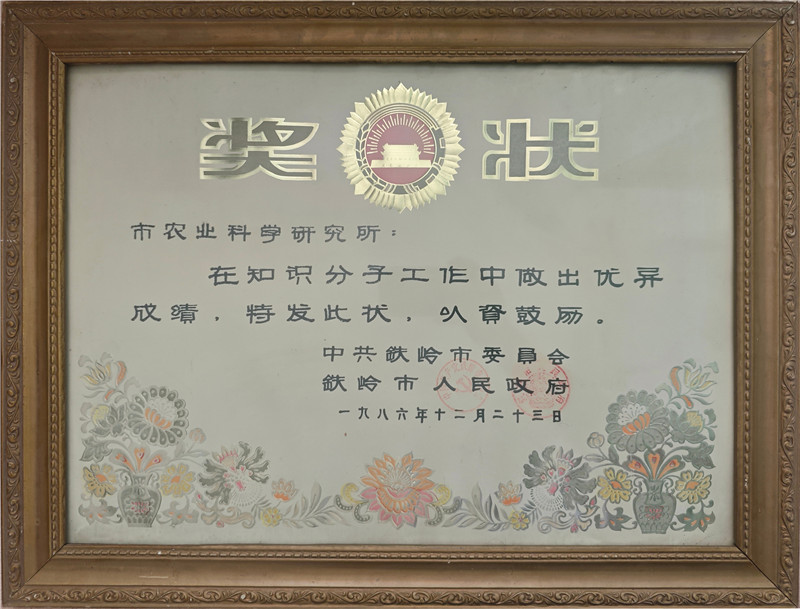 奖状
市农业科学研究所：
在知识分子工作中做出优异
成绩，特发此状，以资鼓励。
中共铁岭市委员会
铁岭市人民政府
一九八六年十二月二十三日